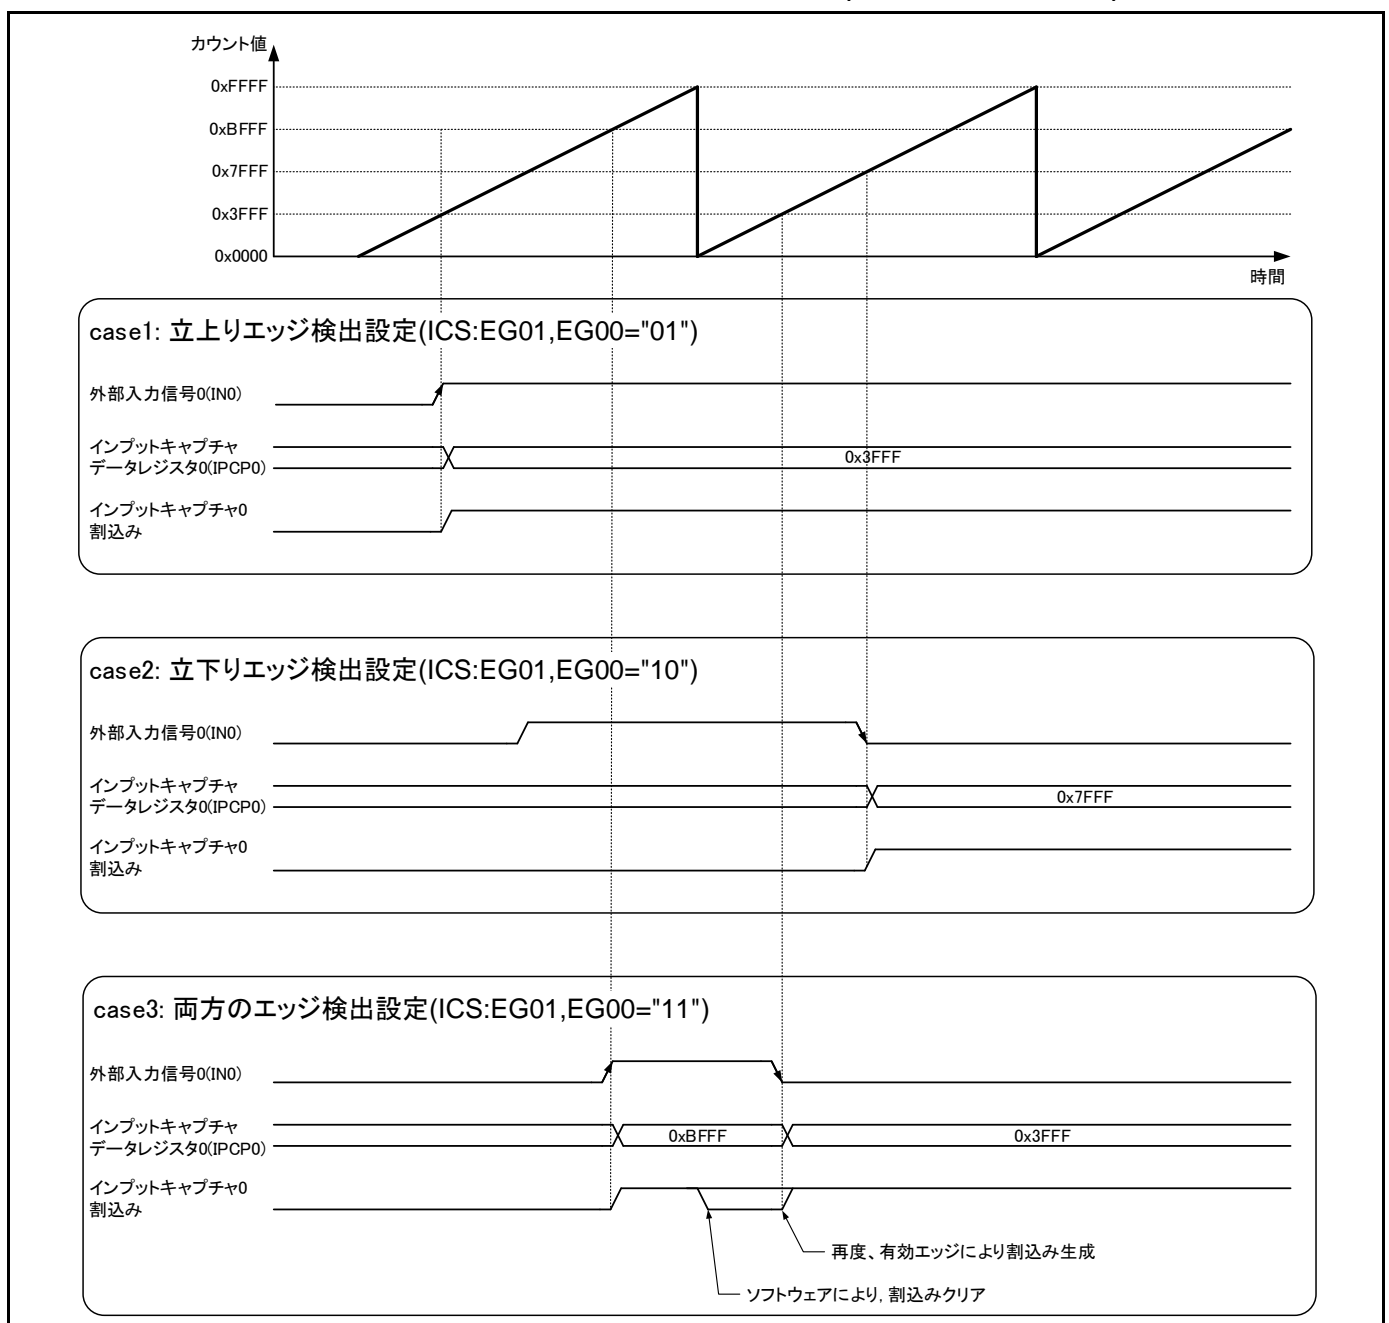 カウント値
0xFFFF
0xBFFF
0x7FFF
0x3FFF
0x0000
時間
case1: 立上りエッジ検出設定(ICS:EG01,EG00="01")
外部入力信号0(IN0)
インプットキャプチャ
データレジスタ0(IPCP0)
0x3FFF
インプットキャプチャ0
割込み
case2: 立下りエッジ検出設定(ICS:EG01,EG00="10")
外部入力信号0(IN0)
インプットキャプチャ
データレジスタ0(IPCP0)
0x7FFF
インプットキャプチャ0
割込み
case3: 両方のエッジ検出設定(ICS:EG01,EG00="11")
外部入力信号0(IN0)
インプットキャプチャ
データレジスタ0(IPCP0)
0xBFFF
0x3FFF
インプットキャプチャ0
割込み
再度、有効エッジにより割込み生成
ソフトウェアにより, 割込みクリア